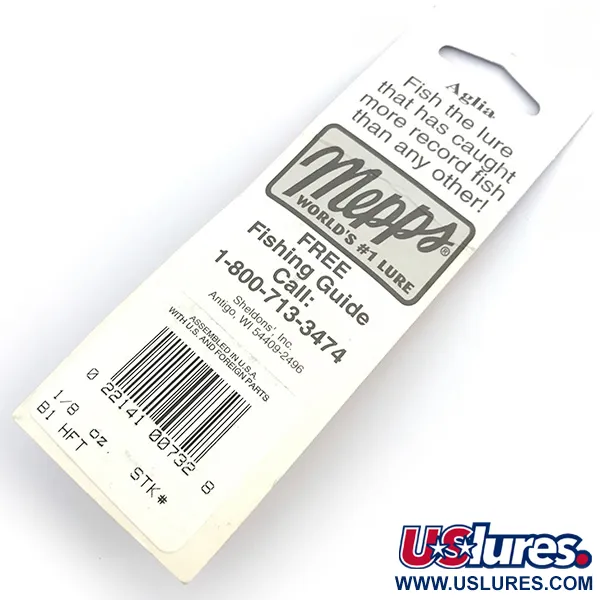 Aglia®
Fish the lure
that has caught
more record fish
than any other!
Mepps®
WORLD'S #1 LURE
FREE
Fishing Guide
Call:
1-800-713-3474
Sheldons', Inc.
Antigo, WI 54409-2496
ASSEMBLED IN U.S.A.
WITH U.S. AND FOREIGN PARTS
0 22141 00732 8
1/8 oz.
B1 HFT STK#
USlures.
WWW.USLURES.COM